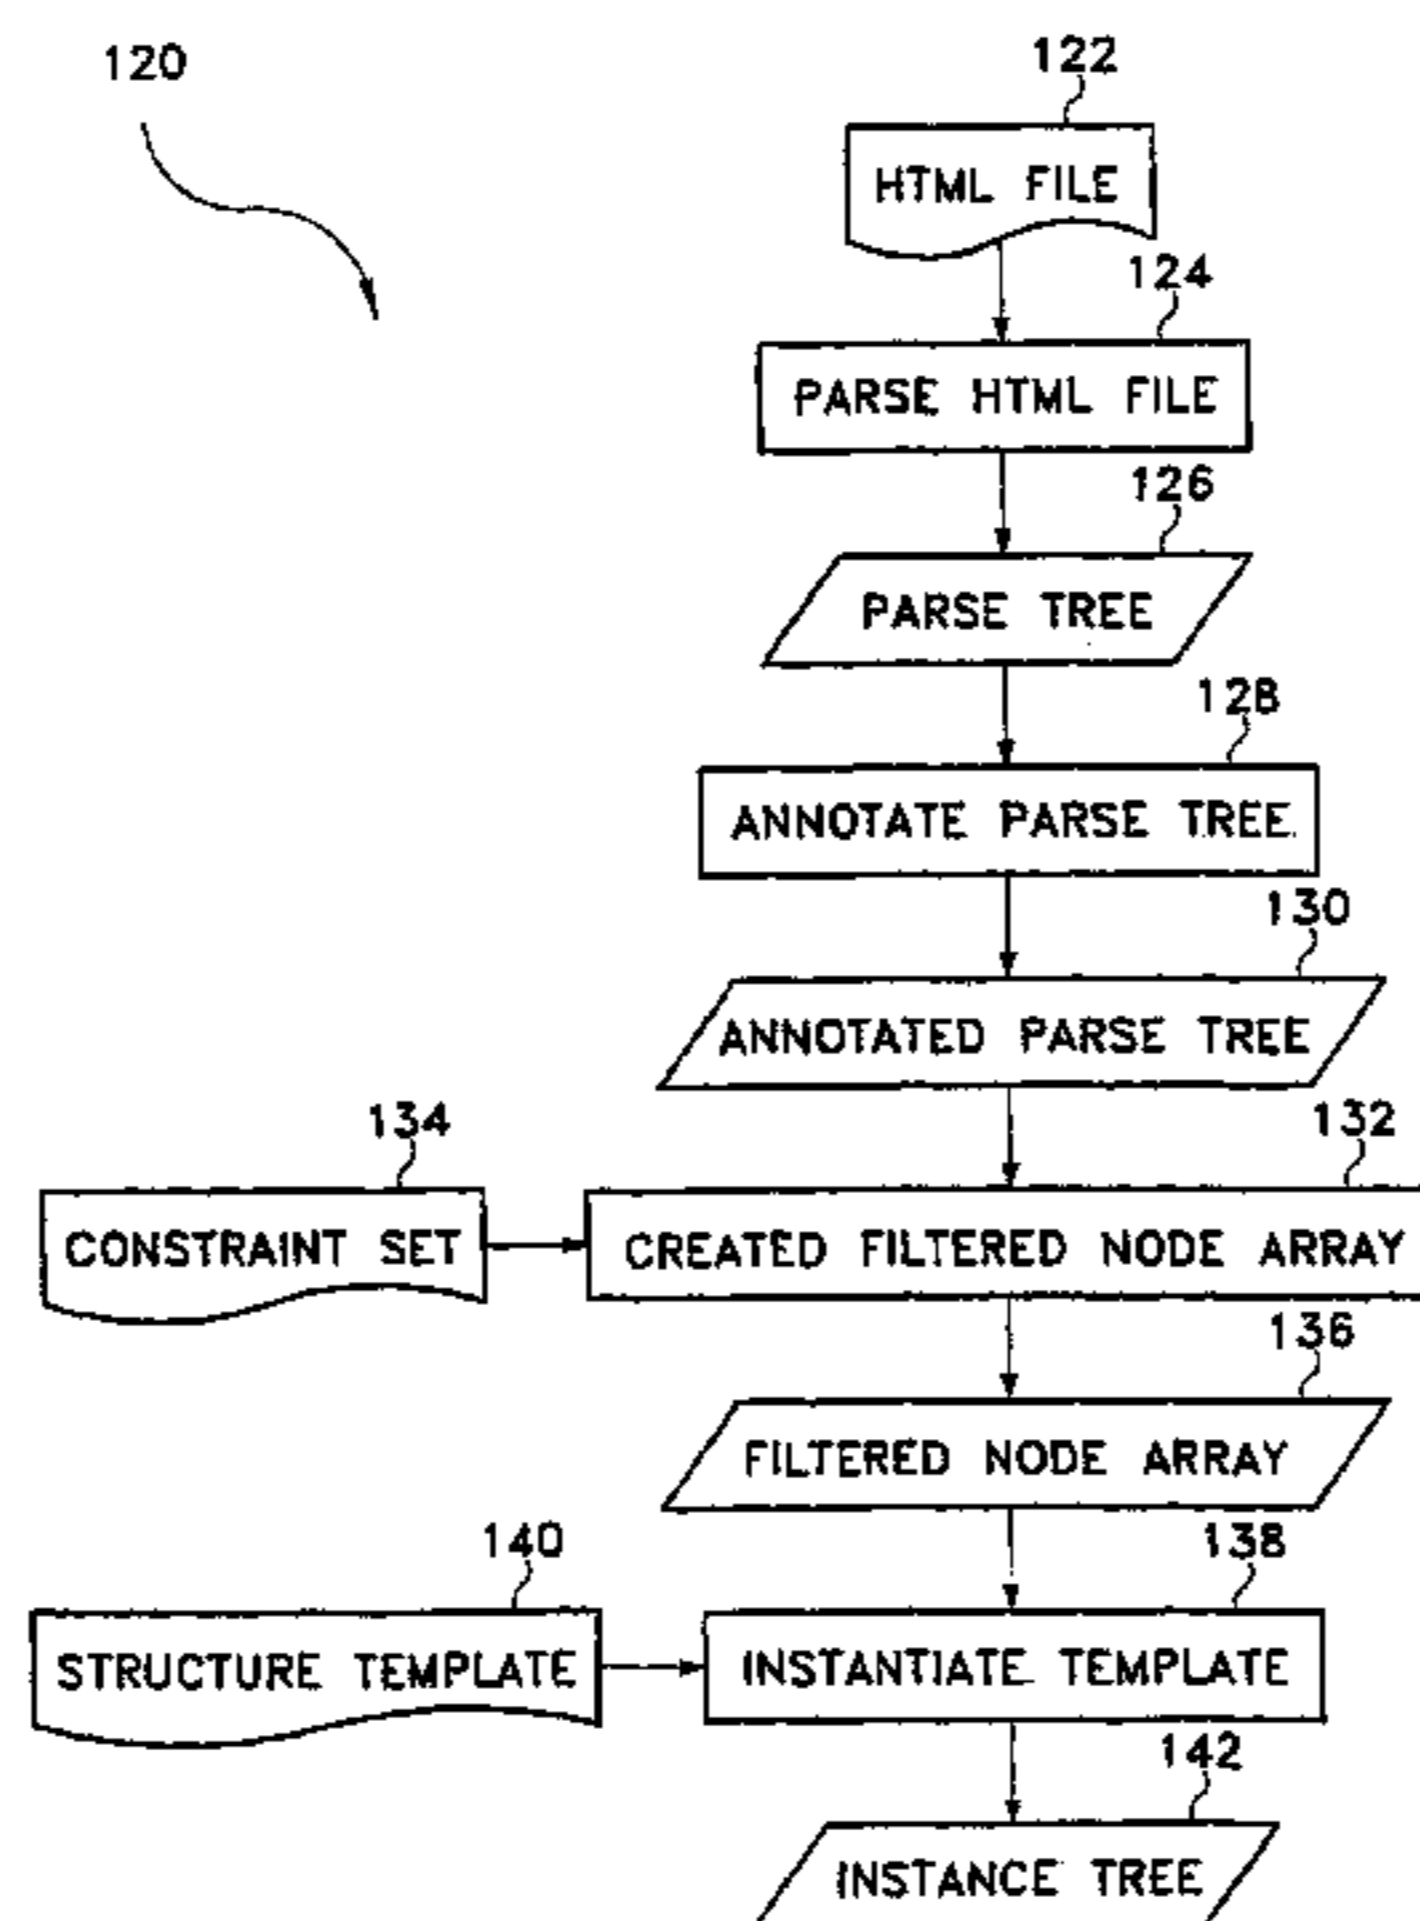 120
122
HTML FILE
124
PARSE HTML FILE
126
PARSE TREE
128
ANNOTATE PARSE TREE
130
ANNOTATED PARSE TREE
134
132
CONSTRAINT SET
CREATED FILTERED NODE ARRAY
136
FILTERED NODE ARRAY
140
138
STRUCTURE TEMPLATE
INSTANTIATE TEMPLATE
142
INSTANCE TREE